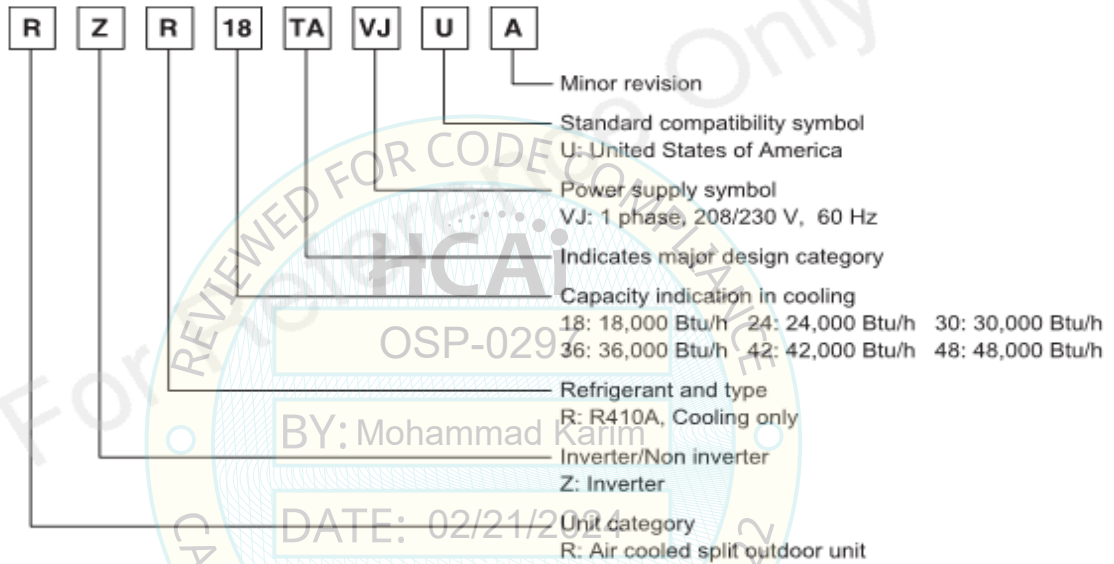 R Z R 18 TA VJ U A
Minor revision
Standard compatibility symbol
U: United States of America
Power supply symbol
VJ: 1 phase, 208/230 V, 60 Hz
Indicates major design category
Capacity indication in cooling
18: 18,000 Btu/h 24: 24,000 Btu/h 30: 30,000 Btu/h
36: 36,000 Btu/h 42: 42,000 Btu/h 48: 48,000 Btu/h
Refrigerant and type
R: R410A, Cooling only
Inverter/Non inverter
Z: Inverter
Unit category
R: Air cooled split outdoor unit
For Reference Only
REVIEWED FOR CODE COMPLIANCE
HCAi
OSP-029
BY: Mohammad Karim
DATE: 02/21/2024